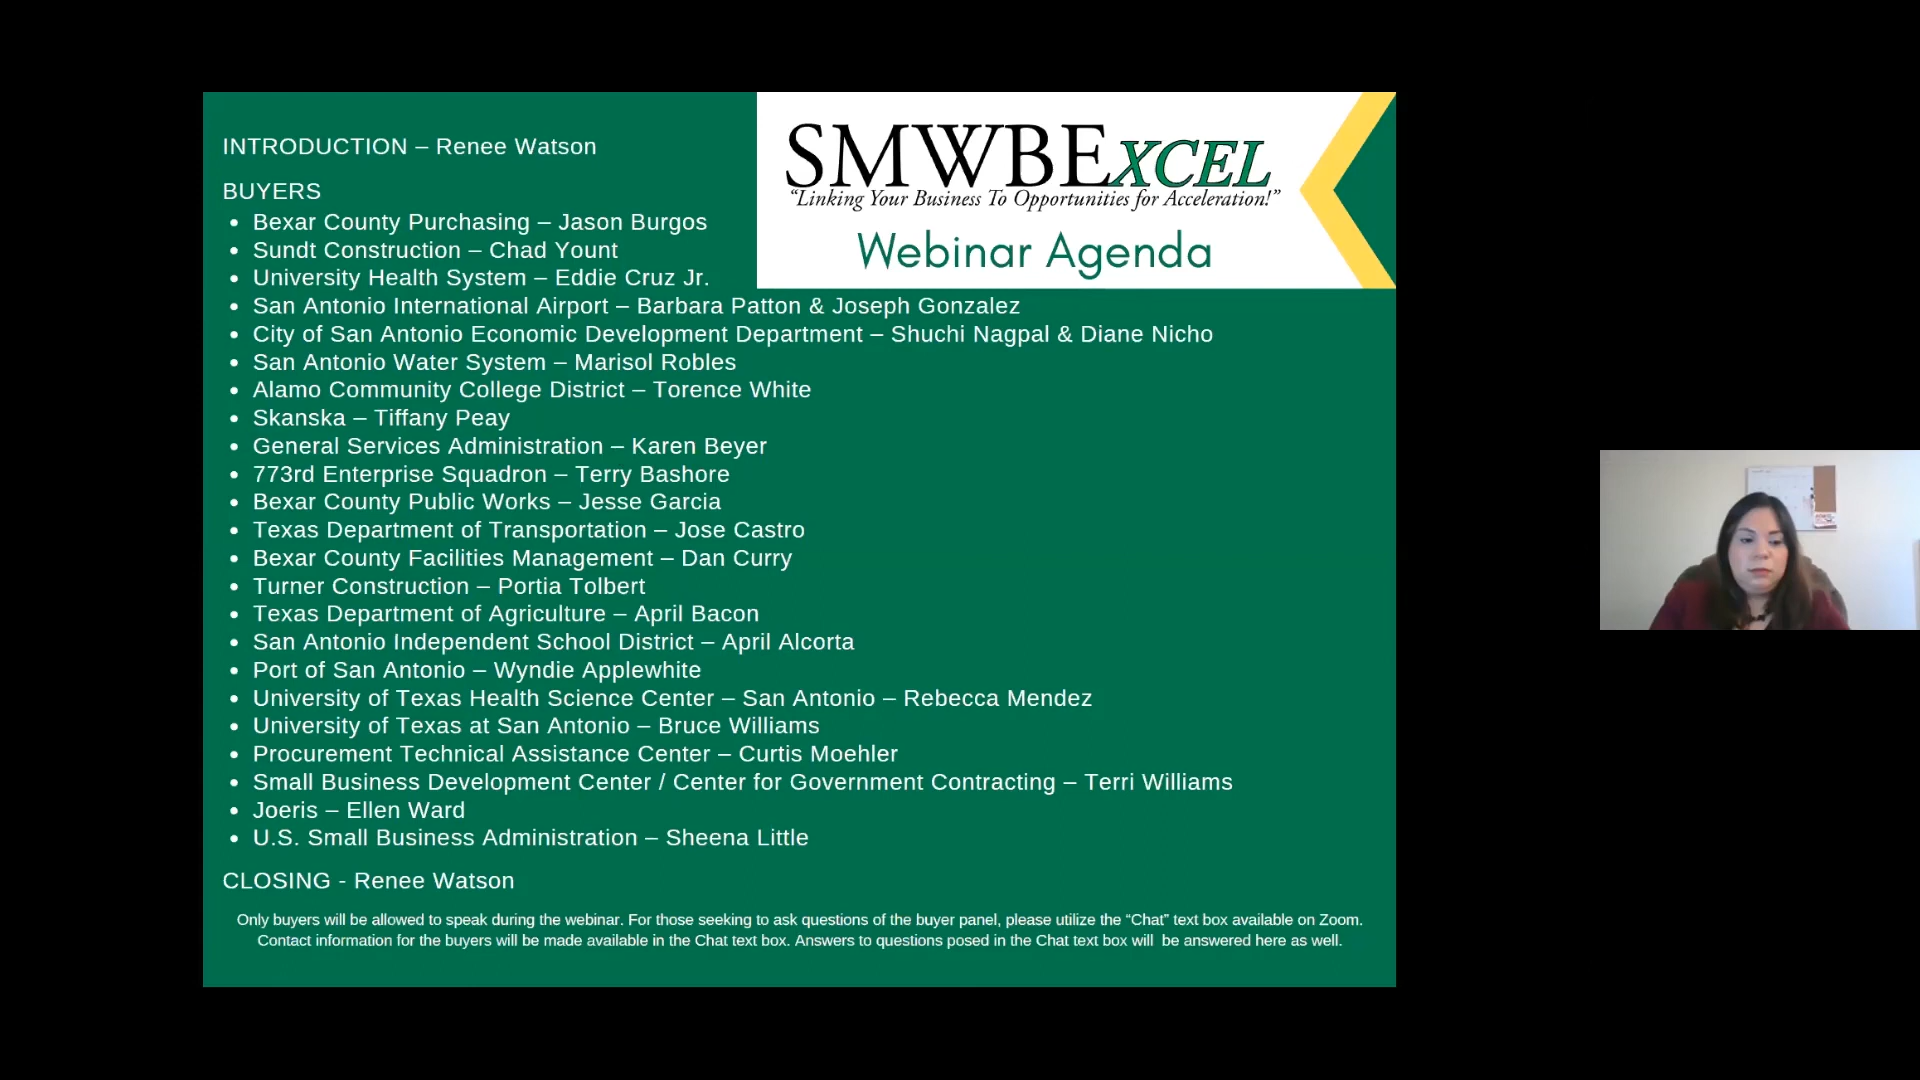 INTRODUCTION – Renee Watson
SMWBEXCEL
“Linking Your Business To Opportunities for Acceleration!”
Webinar Agenda
BUYERS
• Bexar County Purchasing – Jason Burgos
• Sundt Construction – Chad Yount
• University Health System – Eddie Cruz Jr.
• San Antonio International Airport – Barbara Patton & Joseph Gonzalez
• City of San Antonio Economic Development Department – Shuchi Nagpal & Diane Nicho
• San Antonio Water System – Marisol Robles
• Alamo Community College District – Torence White
• Skanska – Tiffany Peay
• General Services Administration – Karen Beyer
• 773rd Enterprise Squadron – Terry Bashore
• Bexar County Public Works – Jesse Garcia
• Texas Department of Transportation – Jose Castro
• Bexar County Facilities Management – Dan Curry
• Turner Construction – Portia Tolbert
• Texas Department of Agriculture – April Bacon
• San Antonio Independent School District – April Alcorta
• Port of San Antonio – Wyndie Applewhite
• University of Texas Health Science Center – San Antonio – Rebecca Mendez
• University of Texas at San Antonio – Bruce Williams
• Procurement Technical Assistance Center – Curtis Moehler
• Small Business Development Center / Center for Government Contracting – Terri Williams
• Joeris – Ellen Ward
• U.S. Small Business Administration – Sheena Little
CLOSING - Renee Watson
Only buyers will be allowed to speak during the webinar. For those seeking to ask questions of the buyer panel, please utilize the “Chat” text box available on Zoom.
Contact information for the buyers will be made available in the Chat text box. Answers to questions posed in the Chat text box will be answered here as well.